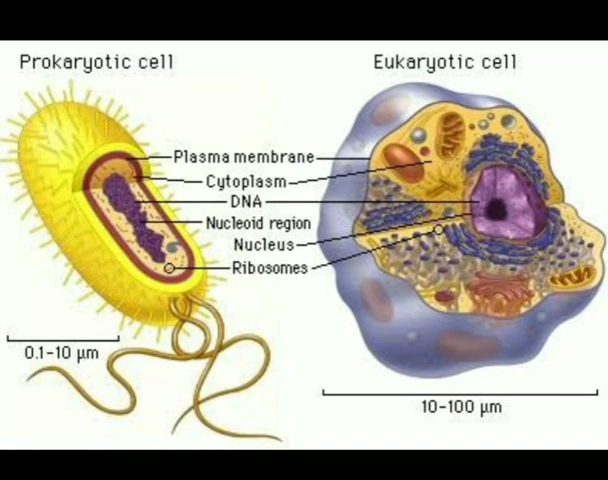 Prokaryotic cell
Eukaryotic cell
Plasma membrane
Cytoplasm
DNA
Nucleoid region
Nucleus
Ribosomes
0.1–10 μm
10–100 μm